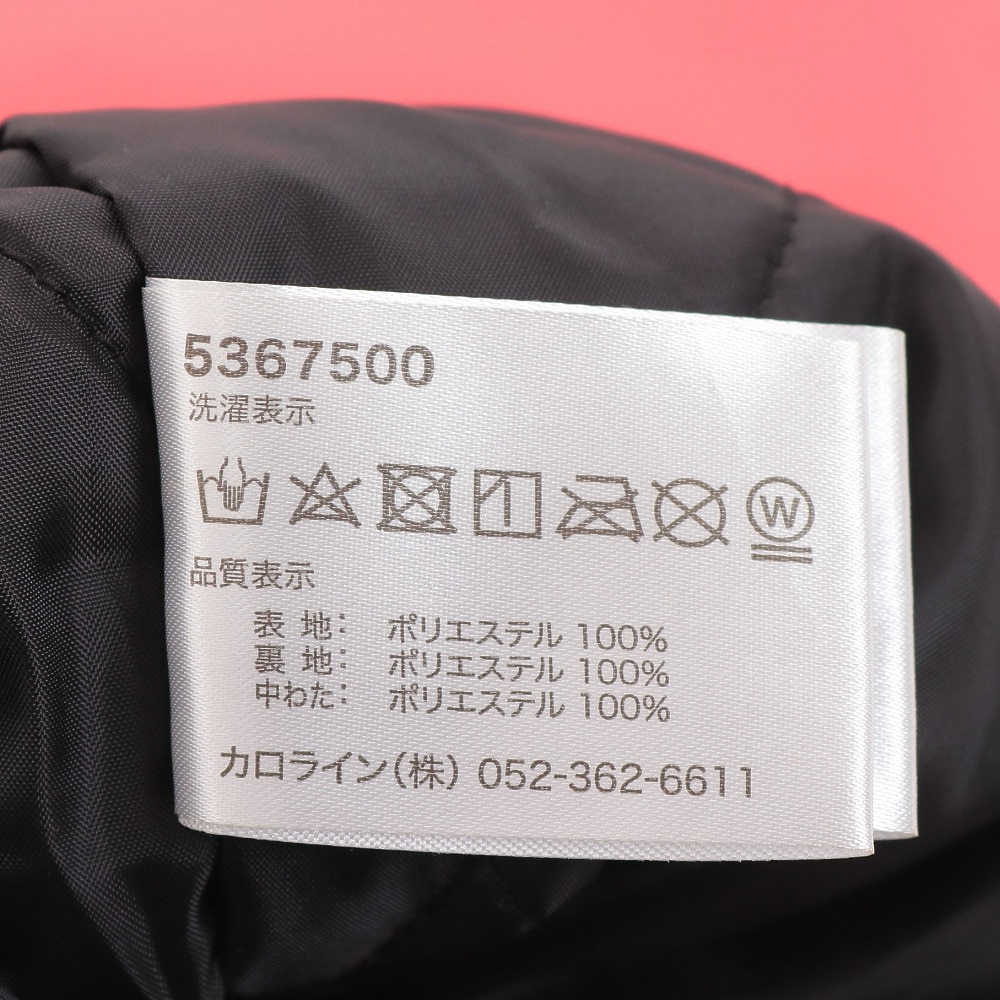 5367500
洗濯表示
W
品質表示
表 地： ポリエステル 100%
裏 地： ポリエステル 100%
中わた： ポリエステル 100%
カロライン(株) 052-362-6611